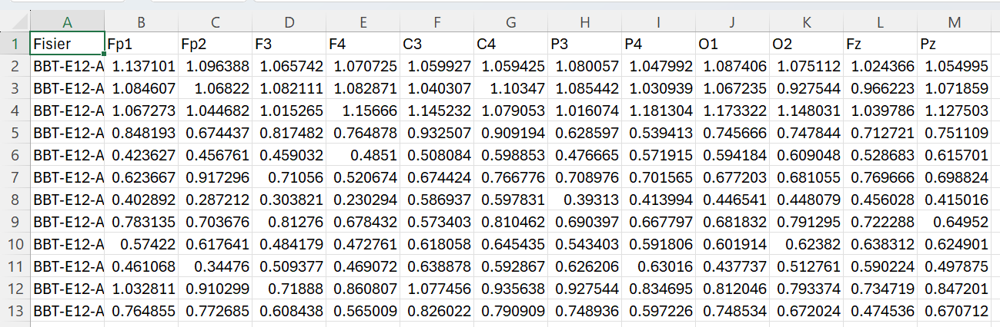 A B C D E F G H I J K L M
1 Fisier Fp1 Fp2 F3 F4 C3 C4 P3 P4 O1 O2 Fz Pz
2 BBT-E12-A 1.137101 1.096388 1.065742 1.070725 1.059927 1.059425 1.080057 1.047992 1.087406 1.075112 1.024366 1.054995
3 BBT-E12-A 1.084607 1.06822 1.082111 1.082871 1.040307 1.10347 1.085442 1.030939 1.067235 0.927544 0.966223 1.071859
4 BBT-E12-A 1.067273 1.044682 1.015265 1.15666 1.145232 1.079053 1.016074 1.181304 1.173322 1.148031 1.039786 1.127503
5 BBT-E12-A 0.848193 0.674437 0.817482 0.764878 0.932507 0.909194 0.628597 0.539413 0.745666 0.747844 0.712721 0.751109
6 BBT-E12-A 0.423627 0.456761 0.459032 0.4851 0.508084 0.598853 0.476665 0.571915 0.594184 0.609048 0.528683 0.615701
7 BBT-E12-A 0.623667 0.917296 0.71056 0.520674 0.674424 0.766776 0.708976 0.701565 0.677203 0.681055 0.769666 0.698824
8 BBT-E12-A 0.402892 0.287212 0.303821 0.230294 0.586937 0.597831 0.39313 0.413994 0.446541 0.448079 0.456028 0.415016
9 BBT-E12-A 0.783135 0.703676 0.81276 0.678432 0.573403 0.810462 0.690397 0.667797 0.681832 0.791295 0.722288 0.64952
10 BBT-E12-A 0.57422 0.617641 0.484179 0.472761 0.618058 0.645435 0.543403 0.591806 0.601914 0.62382 0.638312 0.624901
11 BBT-E12-A 0.461068 0.34476 0.509377 0.469072 0.638878 0.592867 0.626206 0.63016 0.437737 0.512761 0.590224 0.497875
12 BBT-E12-A 1.032811 0.910299 0.71888 0.860807 1.077456 0.935638 0.927544 0.834695 0.812046 0.793374 0.734719 0.847201
13 BBT-E12-A 0.764855 0.772685 0.608438 0.565009 0.826022 0.790909 0.748936 0.597226 0.748534 0.672024 0.474536 0.670712